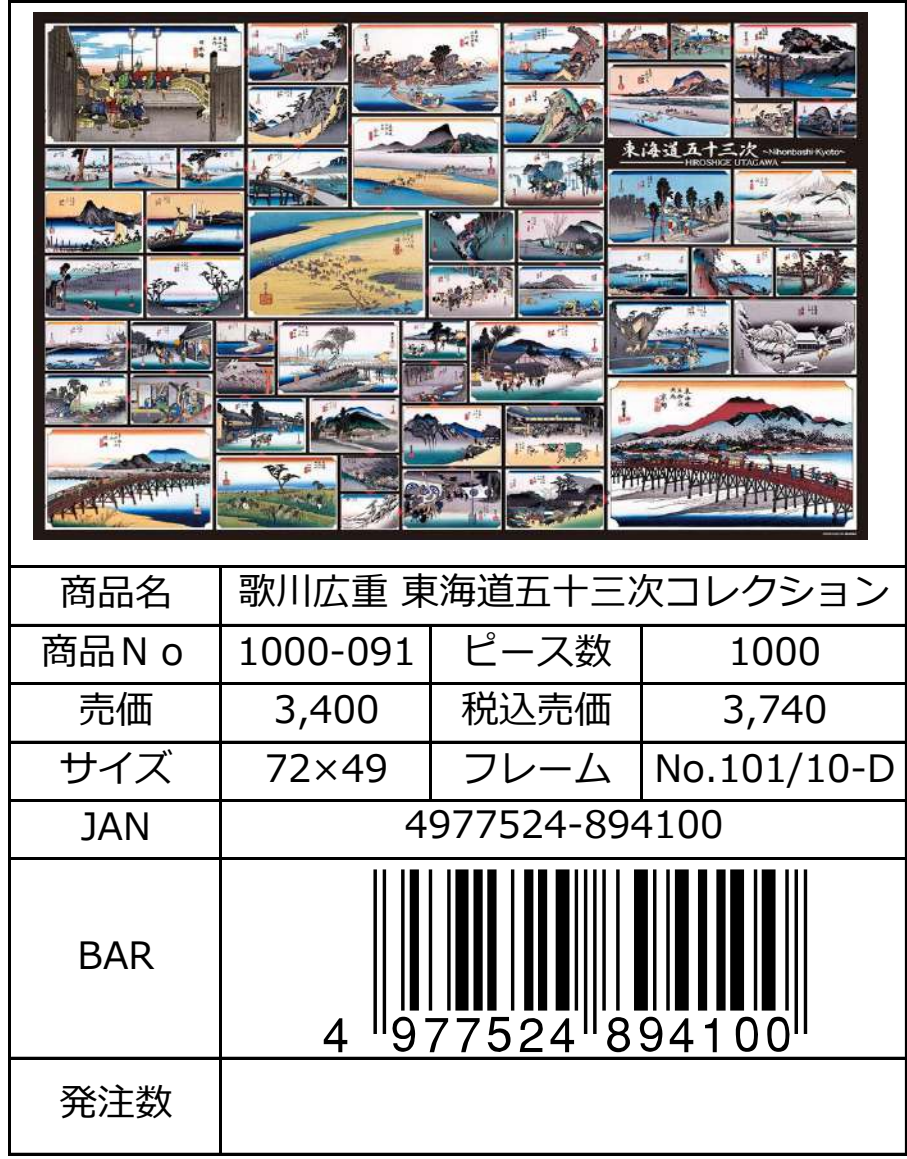 東海道五十三次 ~Nihonbashi-Kyoto~
HIROSHIGE UTAGAWA
商品名 歌川広重 東海道五十三次コレクション
商品Ｎｏ 1000-091 ピース数 1000
売価 3,400 税込売価 3,740
サイズ 72×49 フレーム No.101/10-D
JAN 4977524-894100
BAR
4 977524 894100
発注数